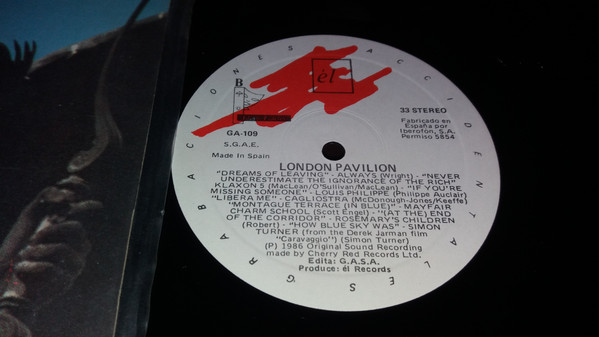 GRABACIONES ACCIDENTALES
él
B
GA-109
33 STEREO
S.G.A.E.
Fabricado en
España por
Iberofón, S.A.
Permiso 5854
Made In Spain
LONDON PAVILION
"DREAMS OF LEAVING" - ALWAYS (Wright) - "NEVER
UNDERESTIMATE THE IGNORANCE OF THE RICH"
KLAXON 5 (MacLean/O'Sullivan/MacLean) - "IF YOU'RE
MISSING SOMEONE" - LOUIS PHILIPPE (Philippe Auclair)
"LIBERA ME" - CAGLIOSTRA (McDonough-Jones/Keeffe)
"MONTAGUE TERRACE (IN BLUE)" - MAYFAIR
CHARM SCHOOL (Scott Engel) - "(AT THE) END
OF THE CORRIDOR" - ROSEMARY'S CHILDREN
(Robert) - "HOW BLUE SKY WAS" - SIMON
TURNER (from the Derek Jarman film
"Caravaggio") (Simon Turner)
(P) 1986 Original Sound Recording
made by Cherry Red Records Ltd.
Edita: G.A.S.A.
Produce: él Records